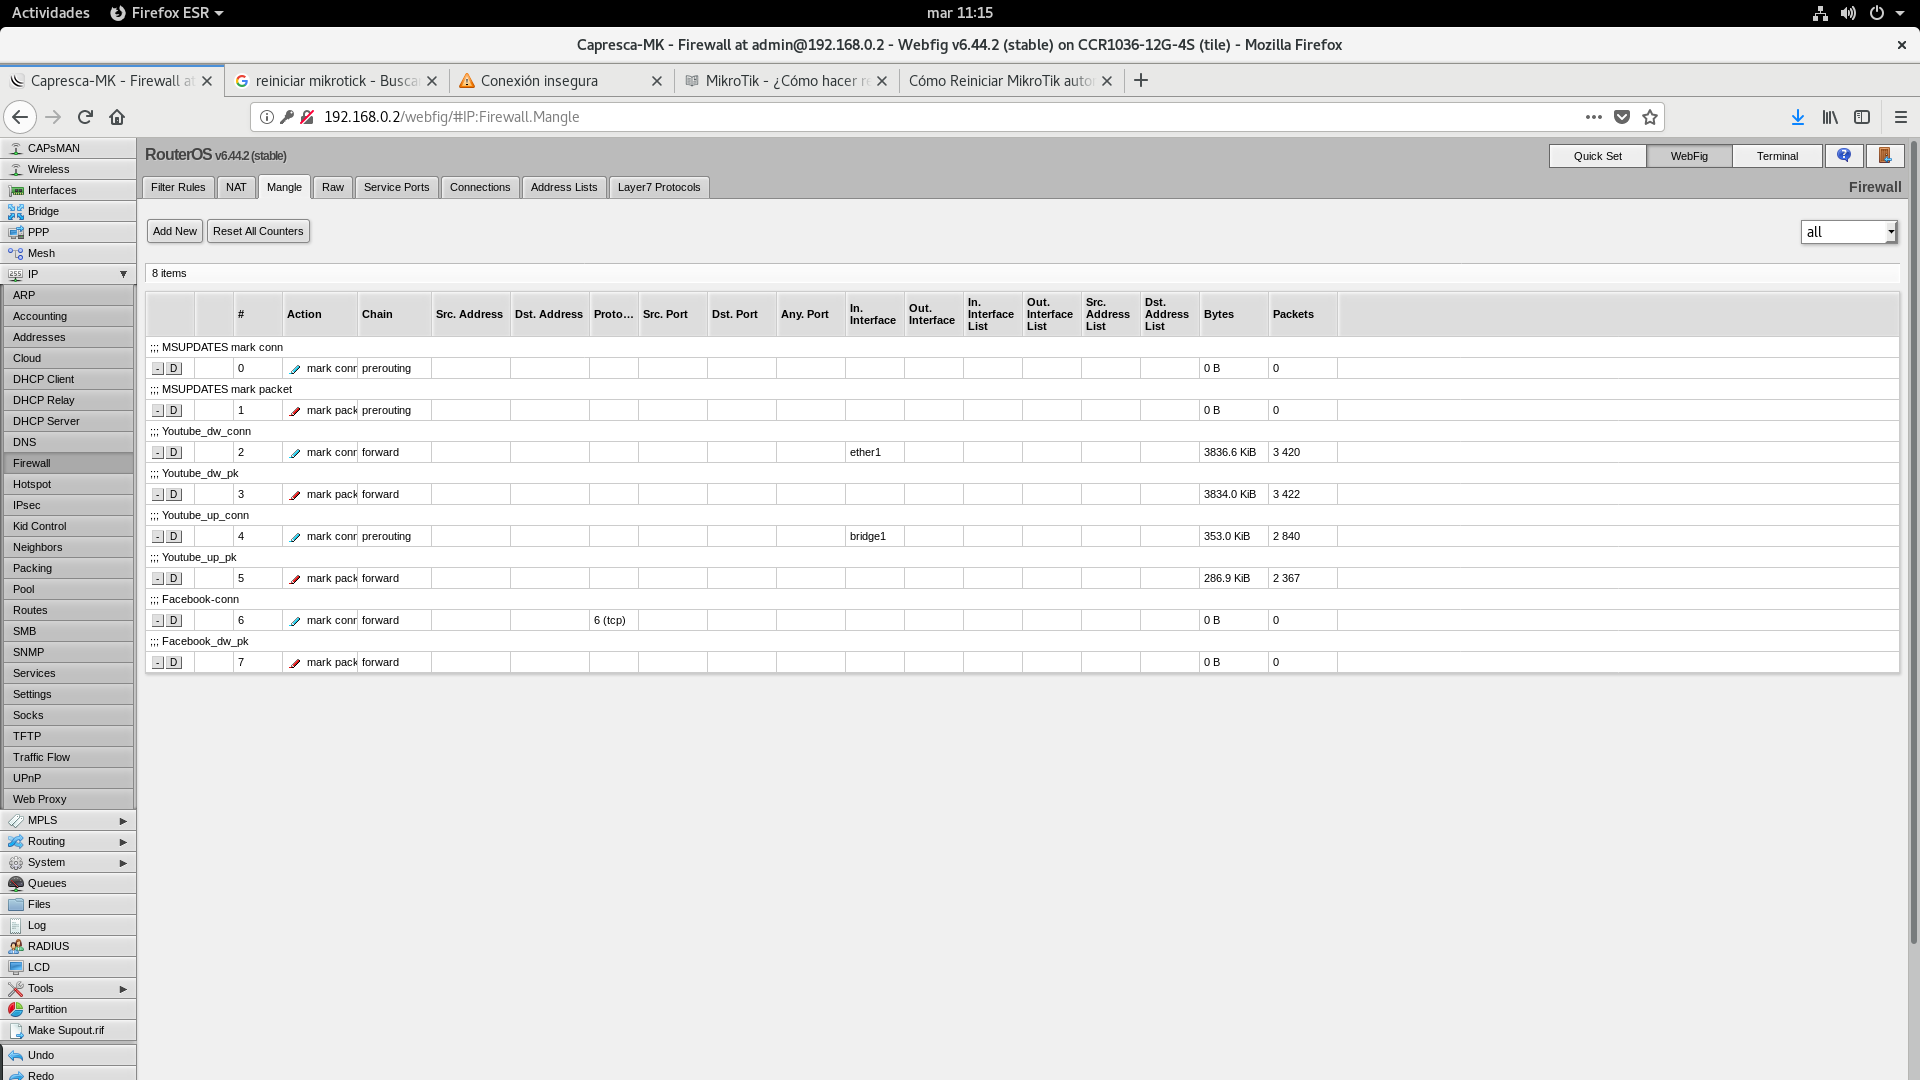 Actividades Firefox ESR mar 11:15
Capresca-MK - Firewall at admin@192.168.0.2 - Webfig v6.44.2 (stable) on CCR1036-12G-4S (tile) - Mozilla Firefox
Capresca-MK - Firewall at reiniciar mikrotick - Busca Conexión insegura MikroTik - ¿Cómo hacer re Cómo Reiniciar MikroTik auto
192.168.0.2/webfig/#IP:Firewall.Mangle
RouterOS v6.44.2 (stable) Quick Set WebFig Terminal
Filter Rules NAT Mangle Raw Service Ports Connections Address Lists Layer7 Protocols Firewall
Add New Reset All Counters all
8 items
# Action Chain Src. Address Dst. Address Proto... Src. Port Dst. Port Any. Port In. Interface Out. Interface In. Interface List Out. Interface List Src. Address List Dst. Address List Bytes Packets
;;; MSUPDATES mark conn
- D 0 mark conn prerouting 0 B 0
;;; MSUPDATES mark packet
- D 1 mark pack prerouting 0 B 0
;;; Youtube_dw_conn
- D 2 mark conn forward ether1 3836.6 KiB 3 420
;;; Youtube_dw_pk
- D 3 mark pack forward 3834.0 KiB 3 422
;;; Youtube_up_conn
- D 4 mark conn prerouting bridge1 353.0 KiB 2 840
;;; Youtube_up_pk
- D 5 mark pack forward 286.9 KiB 2 367
;;; Facebook-conn
- D 6 mark conn forward 6 (tcp) 0 B 0
;;; Facebook_dw_pk
- D 7 mark pack forward 0 B 0
CAPsMAN
Wireless
Interfaces
Bridge
PPP
Mesh
IP
ARP
Accounting
Addresses
Cloud
DHCP Client
DHCP Relay
DHCP Server
DNS
Firewall
Hotspot
IPsec
Kid Control
Neighbors
Packing
Pool
Routes
SMB
SNMP
Services
Settings
Socks
TFTP
Traffic Flow
UPnP
Web Proxy
MPLS
Routing
System
Queues
Files
Log
RADIUS
LCD
Tools
Partition
Make Supout.rif
Undo
Redo